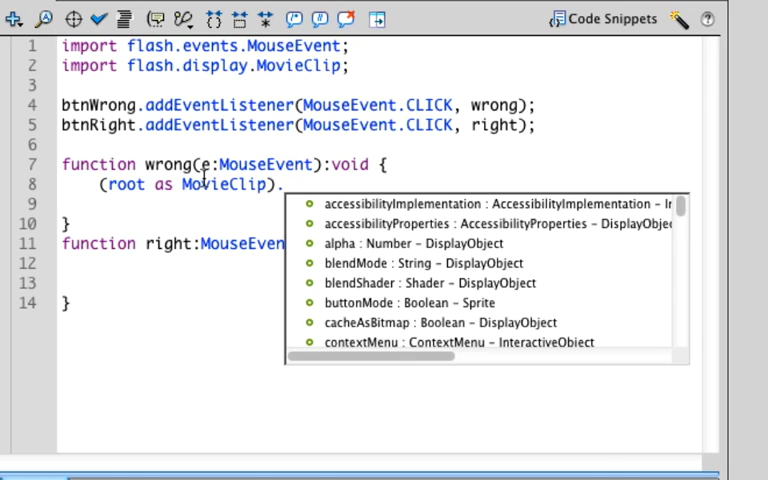 Code Snippets
1 import flash.events.MouseEvent;
2 import flash.display.MovieClip;
3
4 btnWrong.addEventListener(MouseEvent.CLICK, wrong);
5 btnRight.addEventListener(MouseEvent.CLICK, right);
6
7 function wrong(e:MouseEvent):void {
8 (root as MovieClip).
9
10 }
11 function right:MouseEven
12
13
14 }
accessibilityImplementation : AccessibilityImplementation – Ir
accessibilityProperties : AccessibilityProperties – DisplayObje
alpha : Number – DisplayObject
blendMode : String – DisplayObject
blendShader : Shader – DisplayObject
buttonMode : Boolean – Sprite
cacheAsBitmap : Boolean – DisplayObject
contextMenu : ContextMenu – InteractiveObject